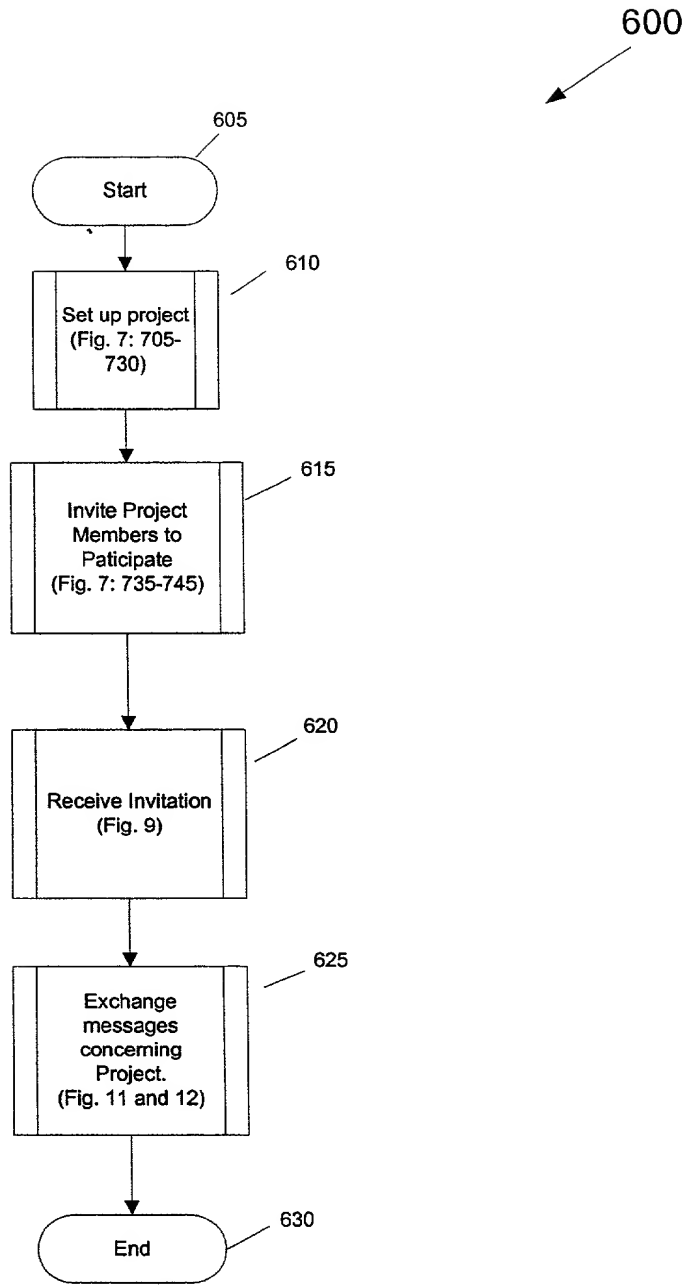 600
605
Start
610
Set up project
(Fig. 7: 705-
730)
615
Invite Project
Members to
Paticipate
(Fig. 7: 735-745)
620
Receive Invitation
(Fig. 9)
625
Exchange
messages
concerning
Project.
(Fig. 11 and 12)
630
End